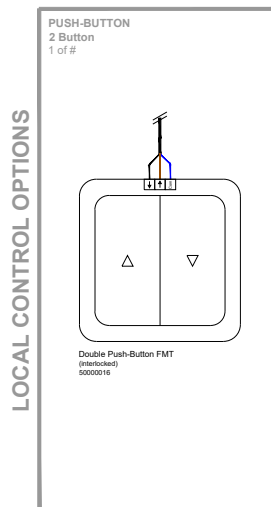 PUSH-BUTTON
2 Button
1 of #
LOCAL CONTROL OPTIONS
Double Push-Button FMT
(interlocked)
50000016